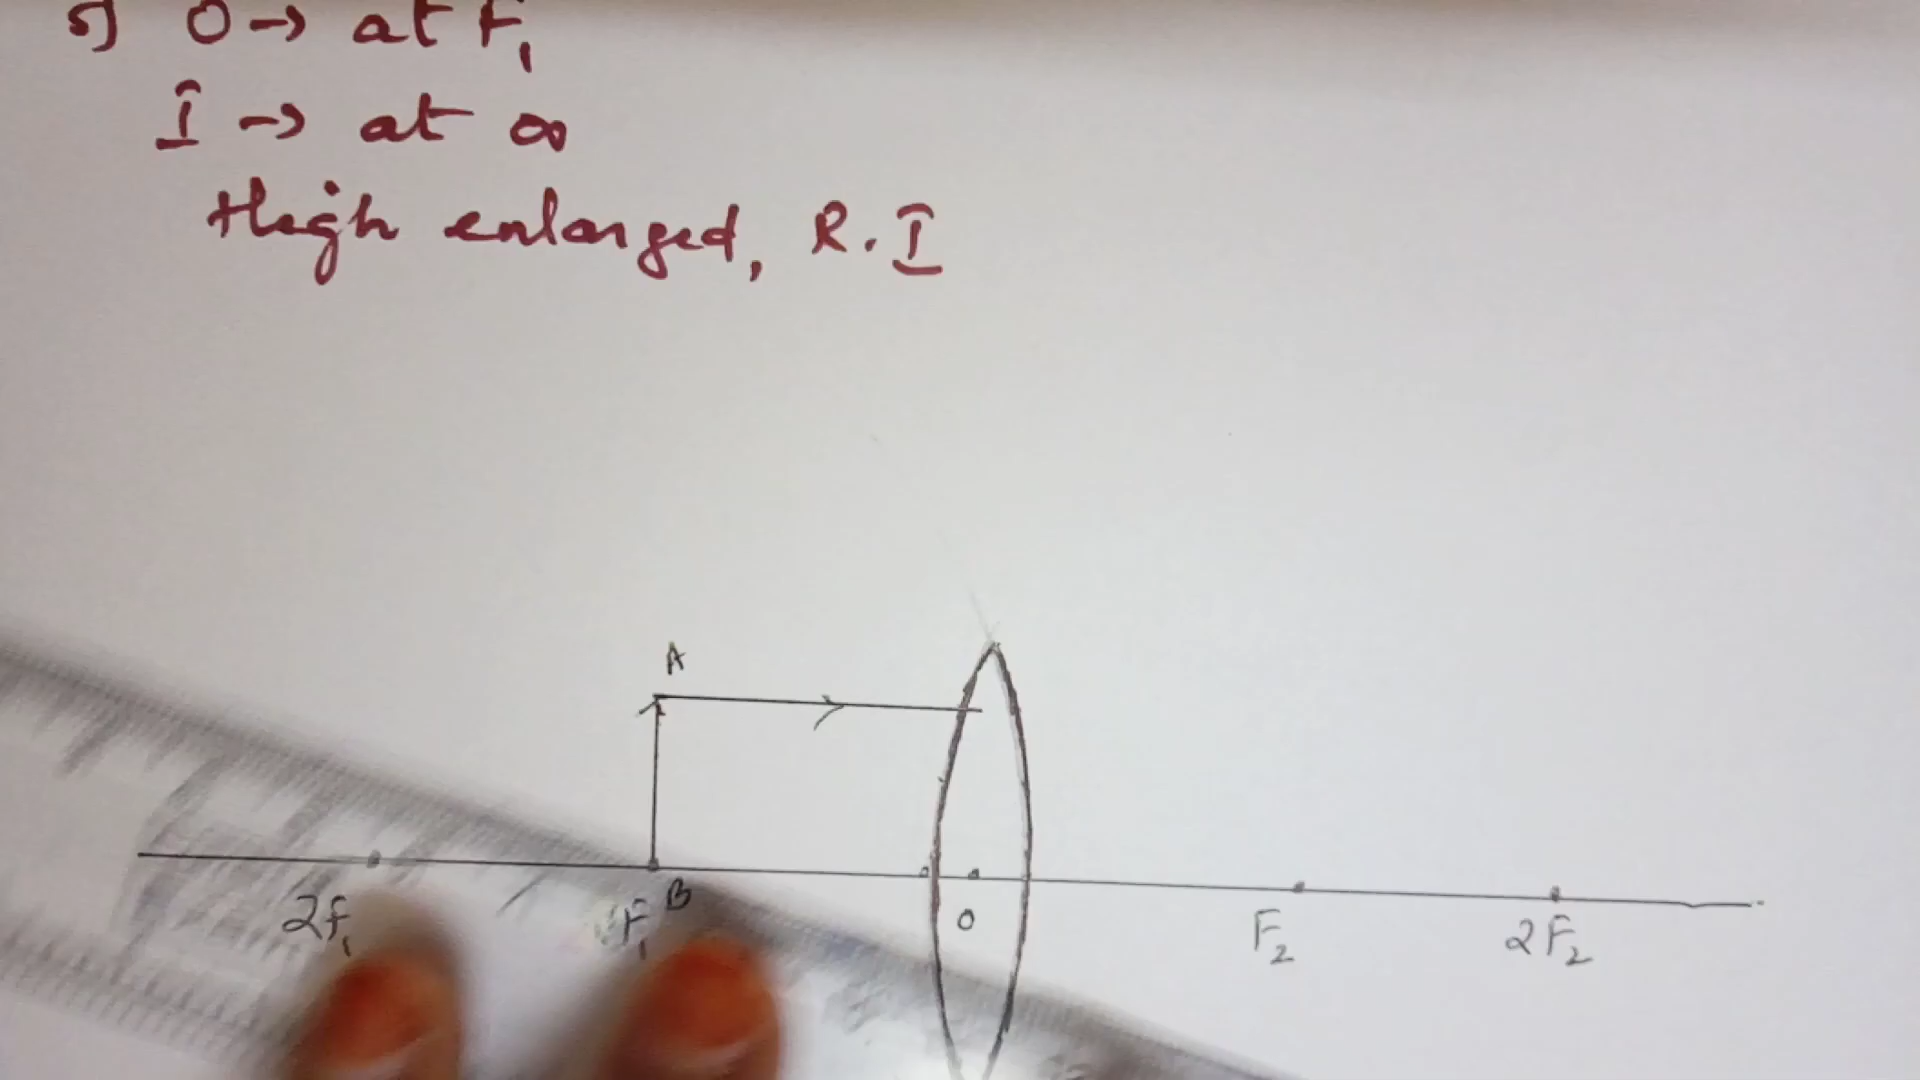 5) O → at F₁
I → at ∞
High enlarged, R. I
A
2F₁
F₁
B
O
F₂
2F₂